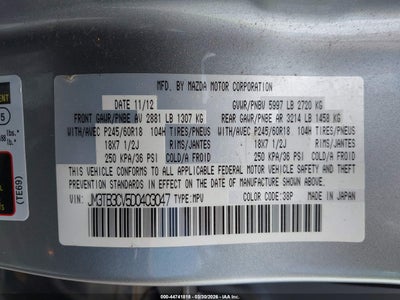 MFD. BY MAZDA MOTOR CORPORATION
DATE 11/12 GVWR/PNBV 5997 LB 2720 KG
FRONT GAWR/PNBE AV 2881 LB 1307 KG
WITH/AVEC P245/60R18 104H TIRES/PNEUS
18X7 1/2J
250 KPA/36 PSI C/A FROID
REAR GAWR/PNBE AR 3214 LB 1458 KG
WITH/AVEC P245/60R18 104H TIRES/PNEUS
18X7 1/2J
250 KPA/36 PSI COLD/A FROID
THIS VEHICLE CONFORMS TO ALL APPLICABLE FEDERAL MOTOR VEHICLE SAFETY AND
THEFT PREVENTION STANDARDS IN EFFECT ON THE DATE OF MANUFACTURE SHOWN ABOVE.
VIN: JM3TB3CV5D0403047 TYPE:MPV COLOR CODE:38P MADE IN JAPAN
(TE69)
5
lbs.
lb.
000-44741818 - 03/30/2026 - IAA Inc.